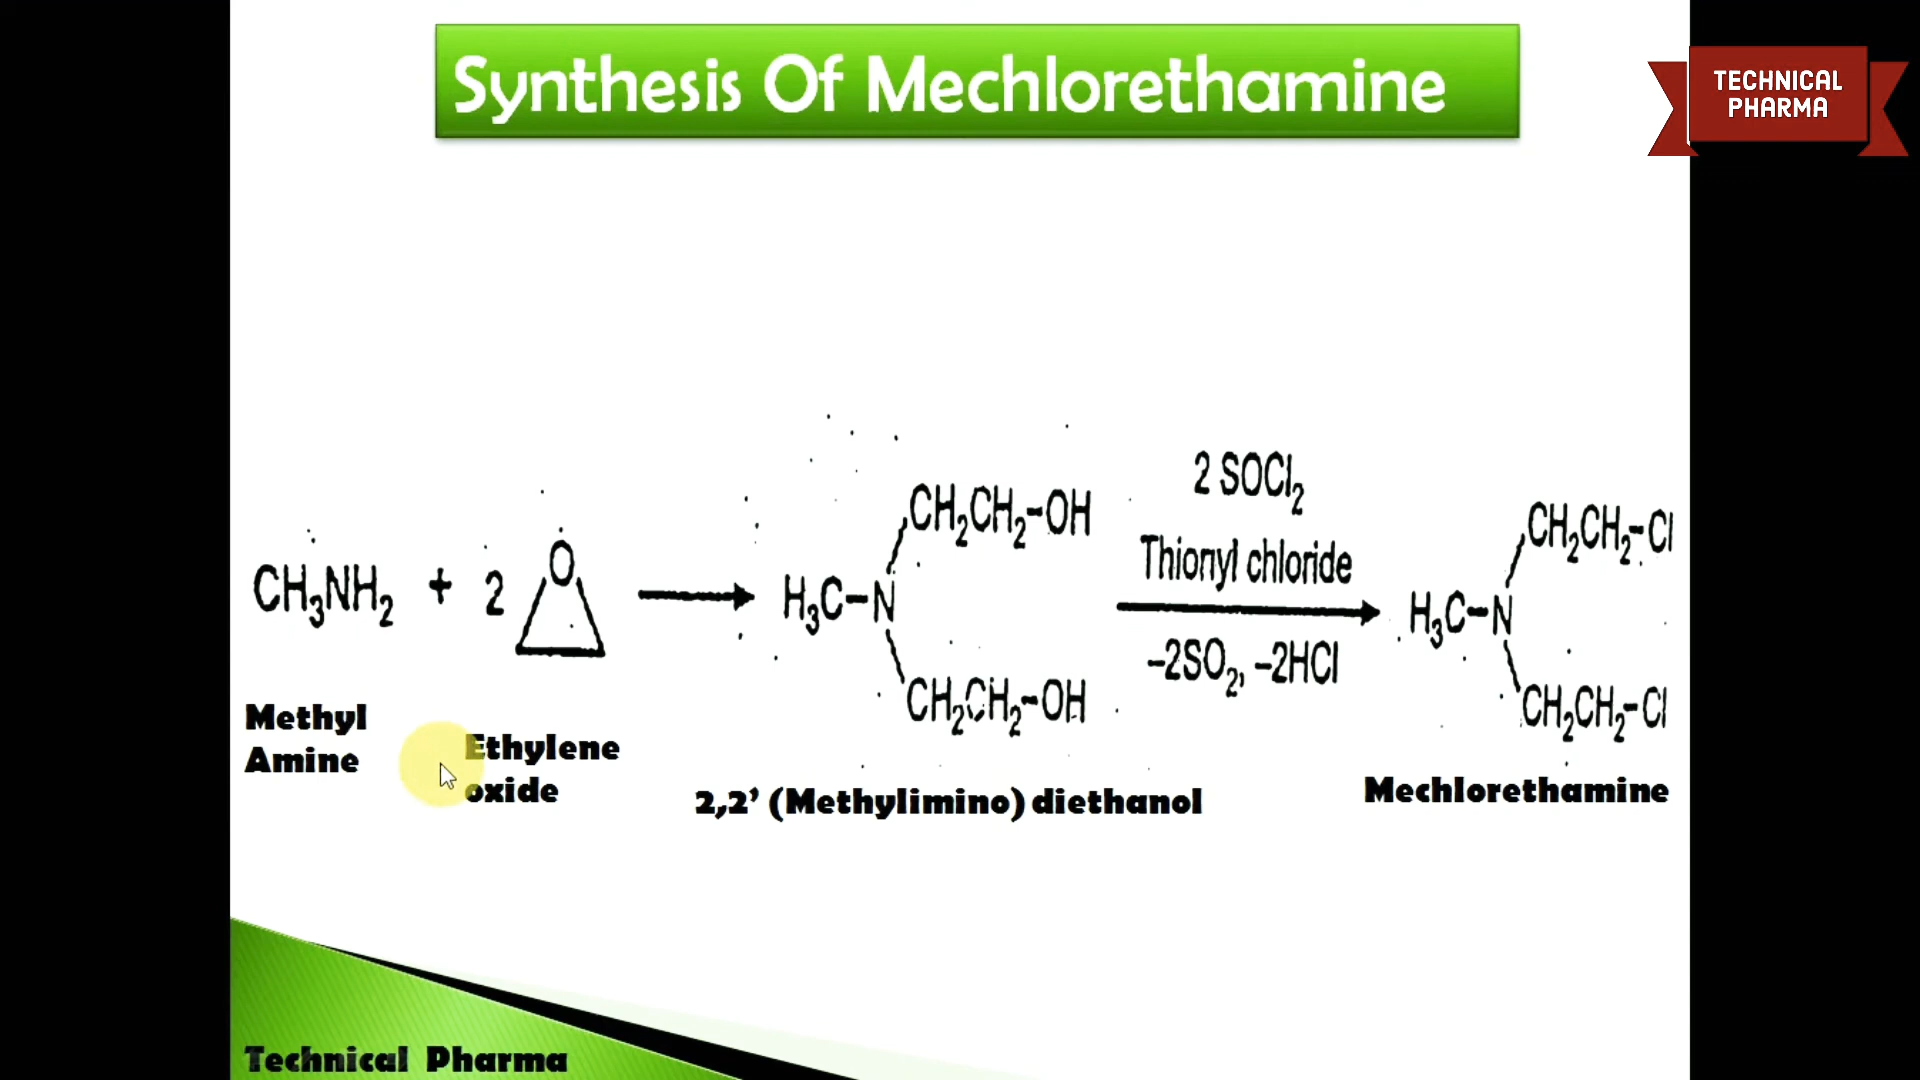 Synthesis Of Mechlorethamine
TECHNICAL
PHARMA
CH₃NH₂ + 2 O
H₃C-N
CH₂CH₂-OH
CH₂CH₂-OH
2 SOCl₂
Thionyl chloride
-2SO₂, -2HCl
H₃C-N
CH₂CH₂-Cl
CH₂CH₂-Cl
Methyl
Amine
Ethylene
oxide
2,2’ (Methylimino) diethanol
Mechlorethamine
Technical Pharma